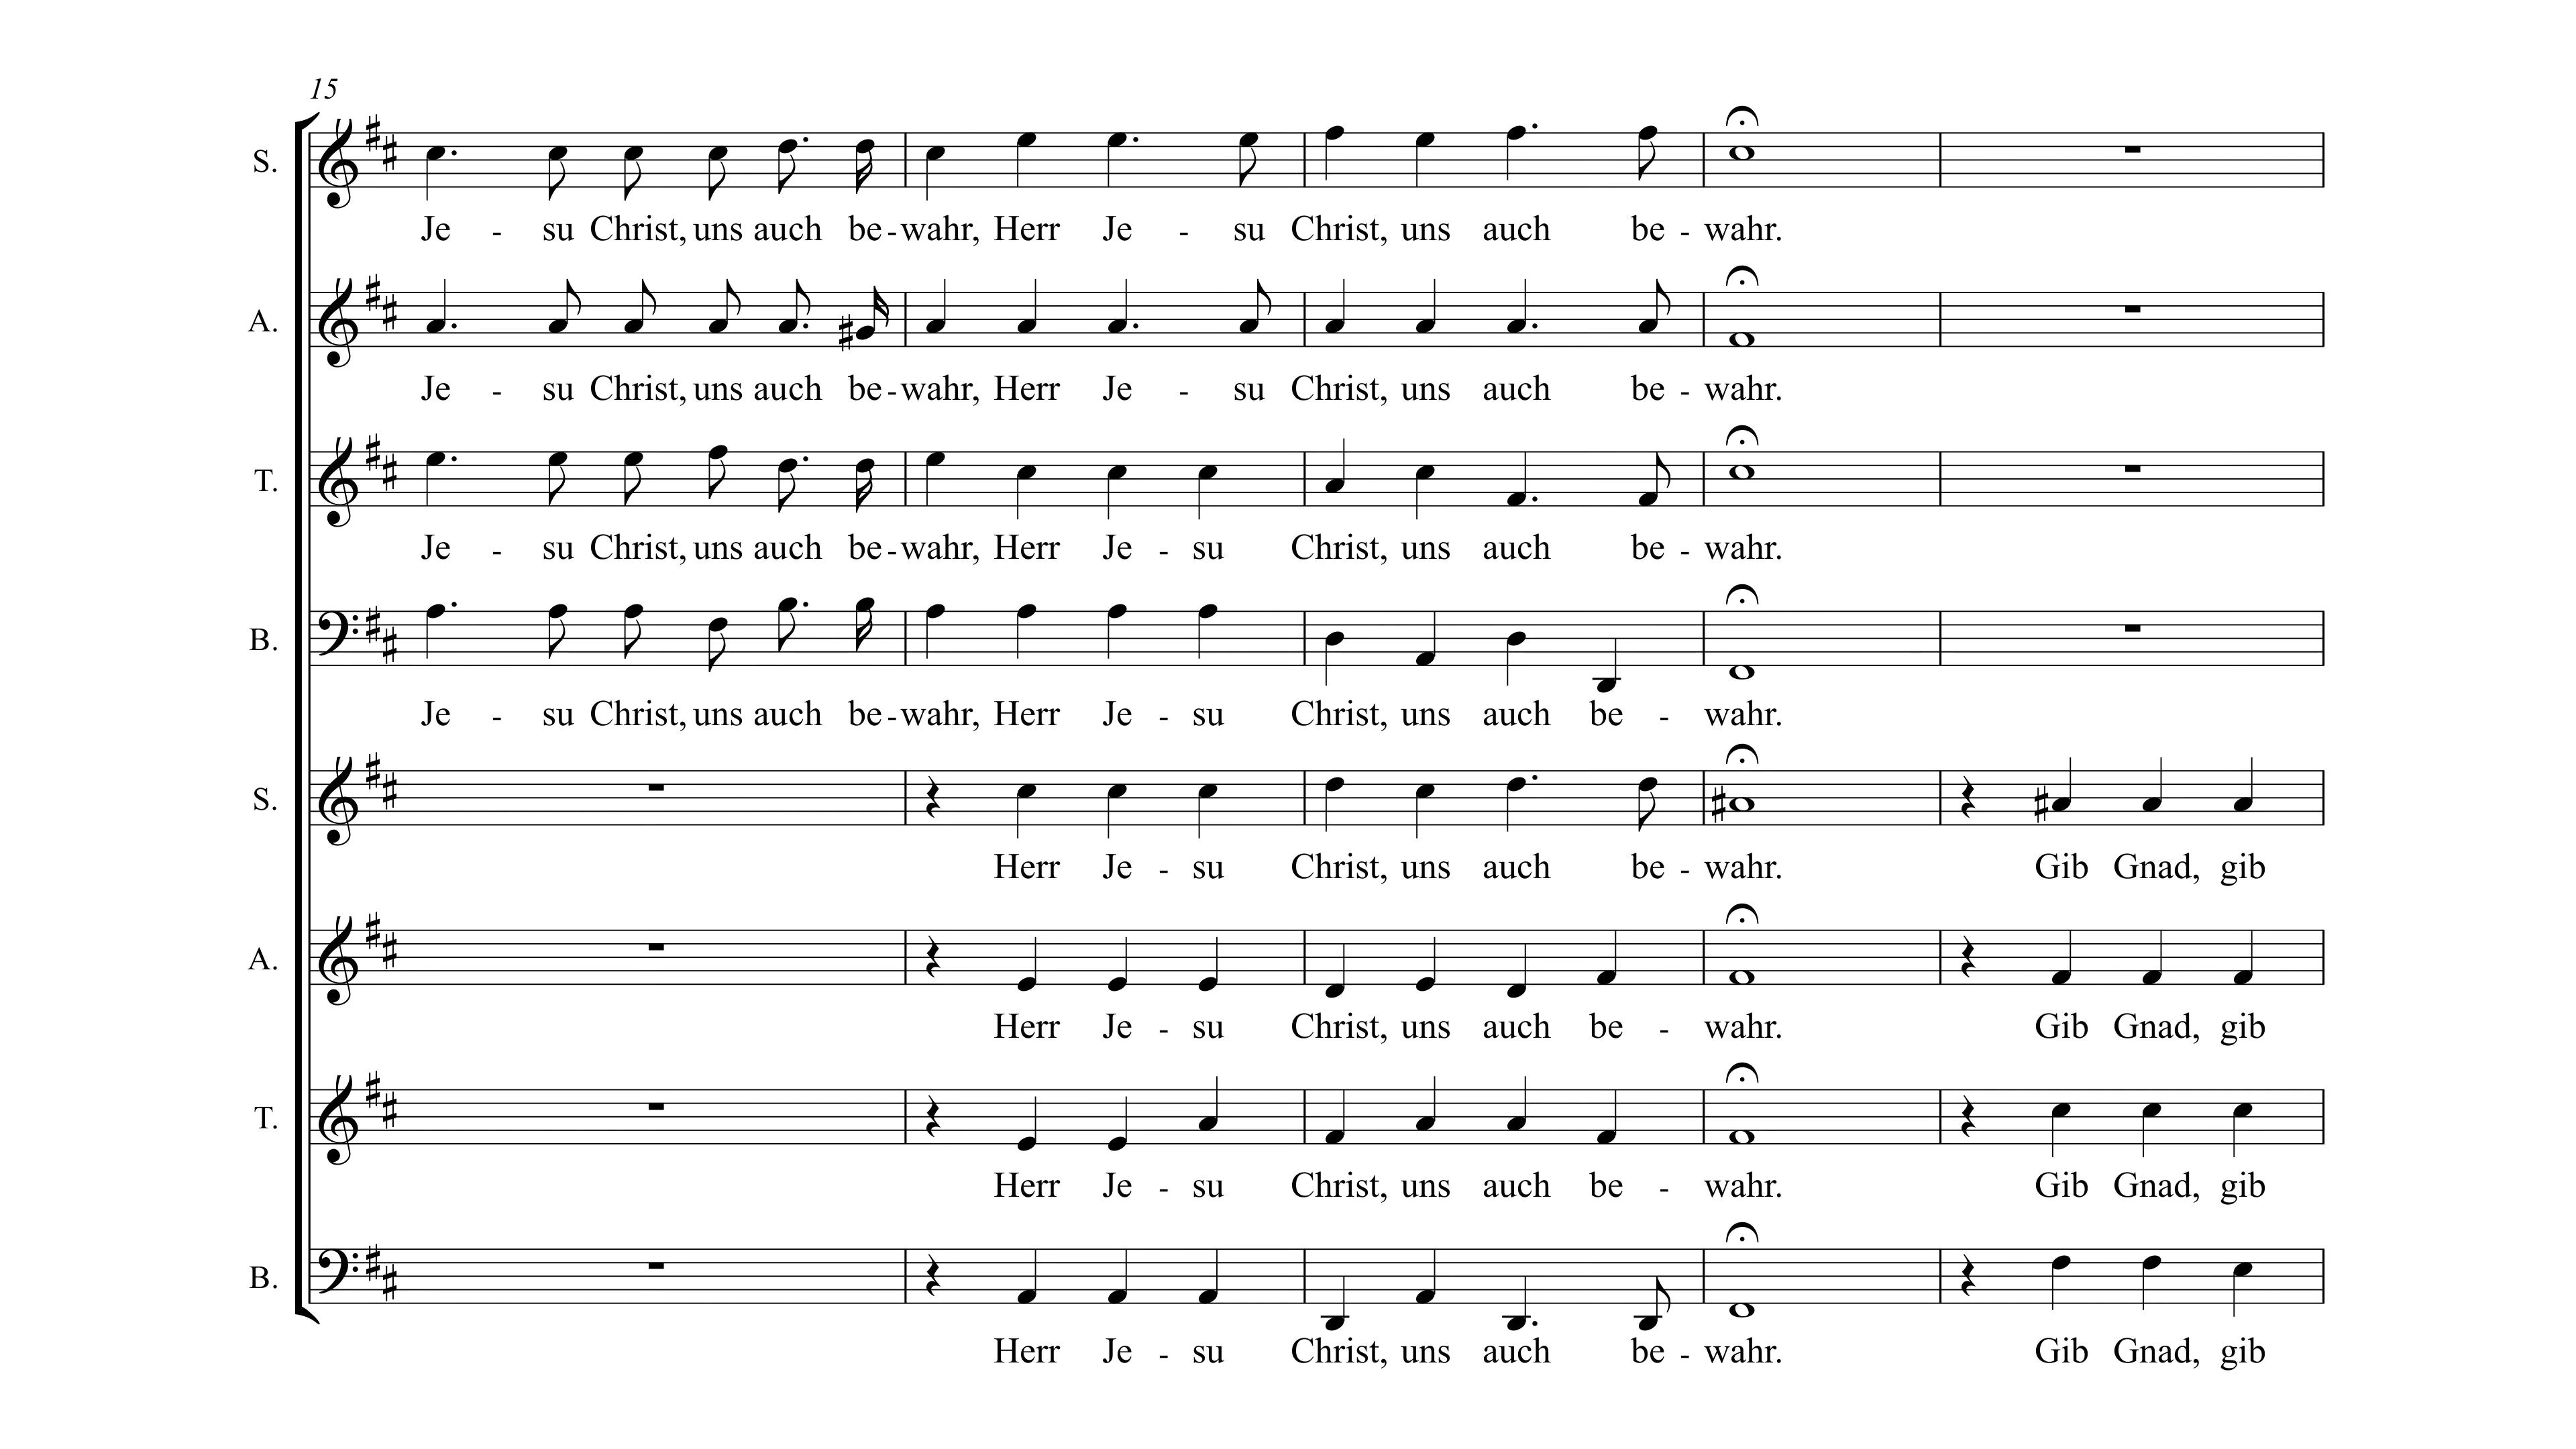 15
S.
Je - su Christ, uns auch be - wahr, Herr Je - su Christ, uns auch be - wahr.
A.
Je - su Christ, uns auch be - wahr, Herr Je - su Christ, uns auch be - wahr.
T.
Je - su Christ, uns auch be - wahr, Herr Je - su Christ, uns auch be - wahr.
B.
Je - su Christ, uns auch be - wahr, Herr Je - su Christ, uns auch be - wahr.
S.
Herr Je - su Christ, uns auch be - wahr. Gib Gnad, gib
A.
Herr Je - su Christ, uns auch be - wahr. Gib Gnad, gib
T.
Herr Je - su Christ, uns auch be - wahr. Gib Gnad, gib
B.
Herr Je - su Christ, uns auch be - wahr. Gib Gnad, gib